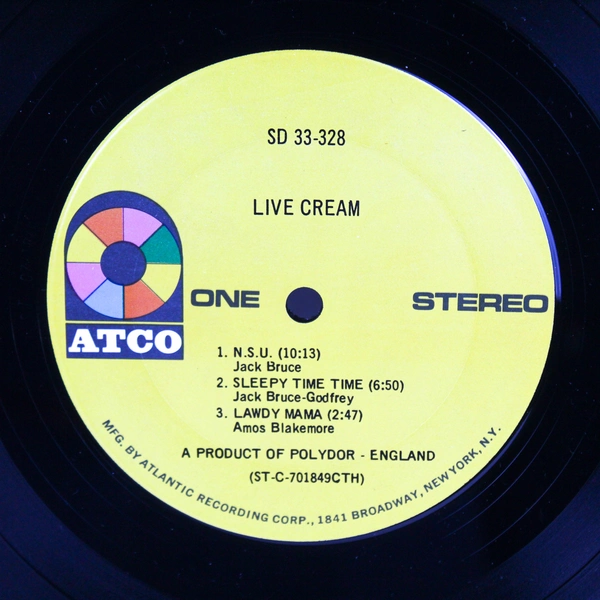 SD 33-328
LIVE CREAM
ATCO
ONE
STEREO
1. N.S.U. (10:13)
Jack Bruce
2. SLEEPY TIME TIME (6:50)
Jack Bruce-Godfrey
3. LAWDY MAMA (2:47)
Amos Blakemore
A PRODUCT OF POLYDOR - ENGLAND
(ST-C-701849CTH)
MFG. BY ATLANTIC RECORDING CORP., 1841 BROADWAY, NEW YORK, N.Y.